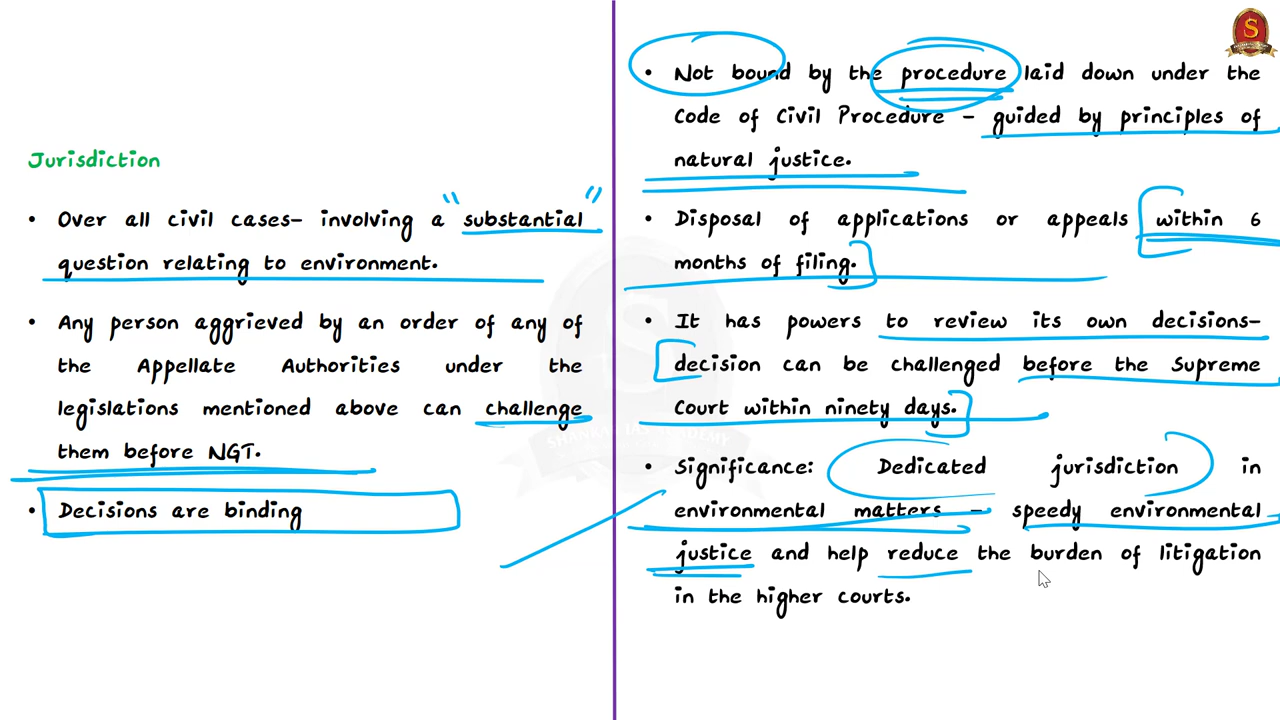 Jurisdiction
• Over all civil cases– involving a "substantial"
question relating to environment.
• Any person aggrieved by an order of any of
the Appellate Authorities under the
legislations mentioned above can challenge
them before NGT.
• Decisions are binding
• Not bound by the procedure laid down under the
Code of Civil Procedure – guided by principles of
natural justice.
• Disposal of applications or appeals within 6
months of filing.
• It has powers to review its own decisions–
decision can be challenged before the Supreme
Court within ninety days.
• Significance: Dedicated jurisdiction in
environmental matters – speedy environmental
justice and help reduce the burden of litigation
in the higher courts.
S